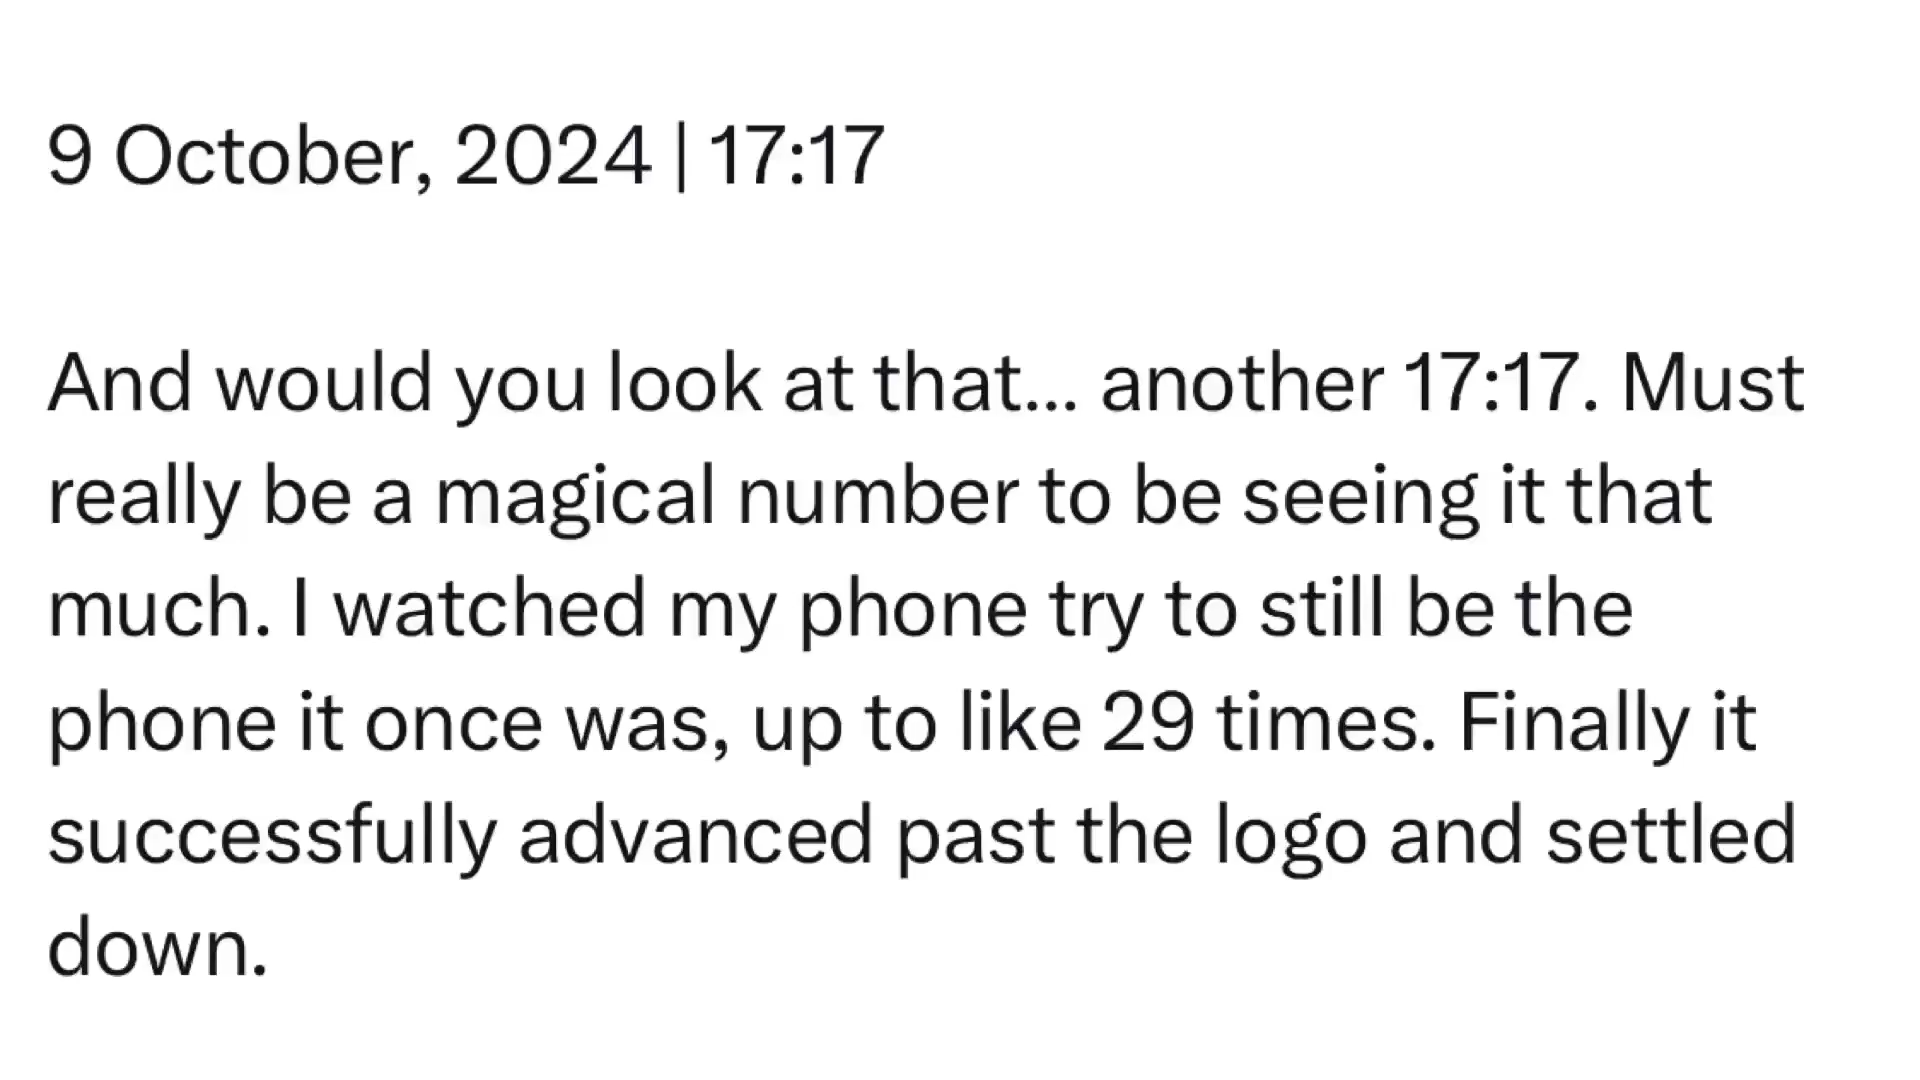 9 October, 2024 | 17:17
And would you look at that... another 17:17. Must
really be a magical number to be seeing it that
much. I watched my phone try to still be the
phone it once was, up to like 29 times. Finally it
successfully advanced past the logo and settled
down.